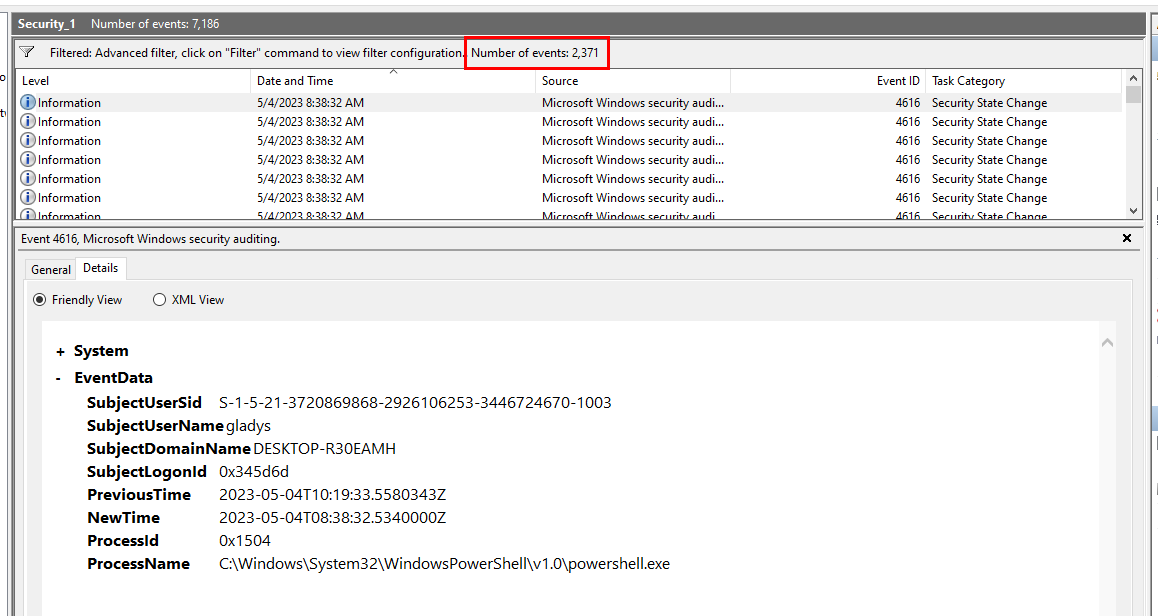 Security_1 Number of events: 7,186
Filtered: Advanced filter, click on "Filter" command to view filter configuration. Number of events: 2,371
Level Date and Time Source Event ID Task Category
Information 5/4/2023 8:38:32 AM Microsoft Windows security audi... 4616 Security State Change
Information 5/4/2023 8:38:32 AM Microsoft Windows security audi... 4616 Security State Change
Information 5/4/2023 8:38:32 AM Microsoft Windows security audi... 4616 Security State Change
Information 5/4/2023 8:38:32 AM Microsoft Windows security audi... 4616 Security State Change
Information 5/4/2023 8:38:32 AM Microsoft Windows security audi... 4616 Security State Change
Information 5/4/2023 8:38:32 AM Microsoft Windows security audi... 4616 Security State Change
Information 5/4/2023 8:38:32 AM Microsoft Windows security audi... 4616 Security State Change
Event 4616, Microsoft Windows security auditing.
General Details
Friendly View XML View
+ System
- EventData
SubjectUserSid S-1-5-21-3720869868-2926106253-3446724670-1003
SubjectUserName gladys
SubjectDomainName DESKTOP-R30EAMH
SubjectLogonId 0x345d6d
PreviousTime 2023-05-04T10:19:33.5580343Z
NewTime 2023-05-04T08:38:32.5340000Z
ProcessId 0x1504
ProcessName C:\Windows\System32\WindowsPowerShell\v1.0\powershell.exe